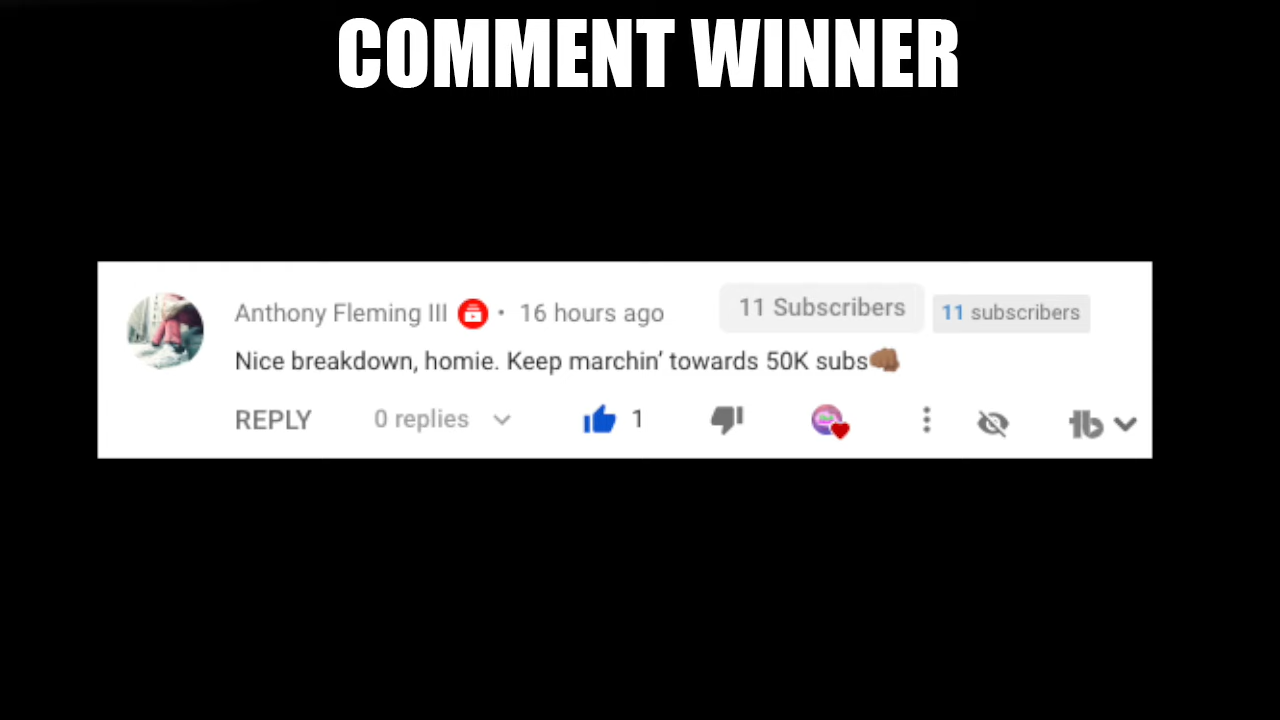 COMMENT WINNER
Anthony Fleming III • 16 hours ago 11 Subscribers 11 subscribers
Nice breakdown, homie. Keep marchin’ towards 50K subs👊🏾
REPLY 0 replies 1 tb